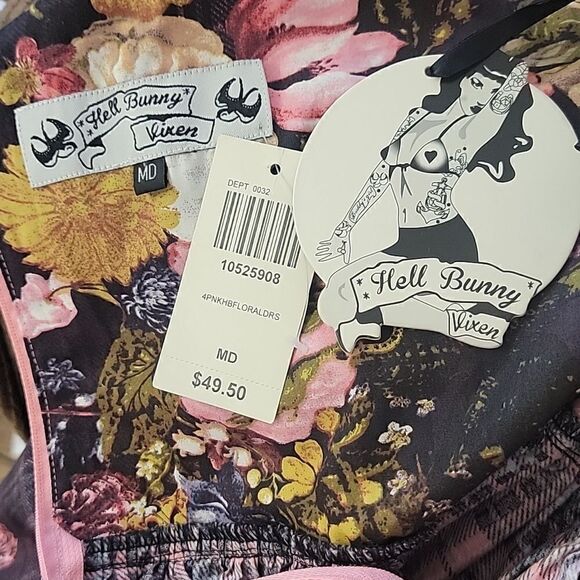 Hell Bunny
Vixen
MD
DEPT 0032
10525908
4PNKHBFLORALDRS
MD
$49.50
Hell Bunny
Vixen